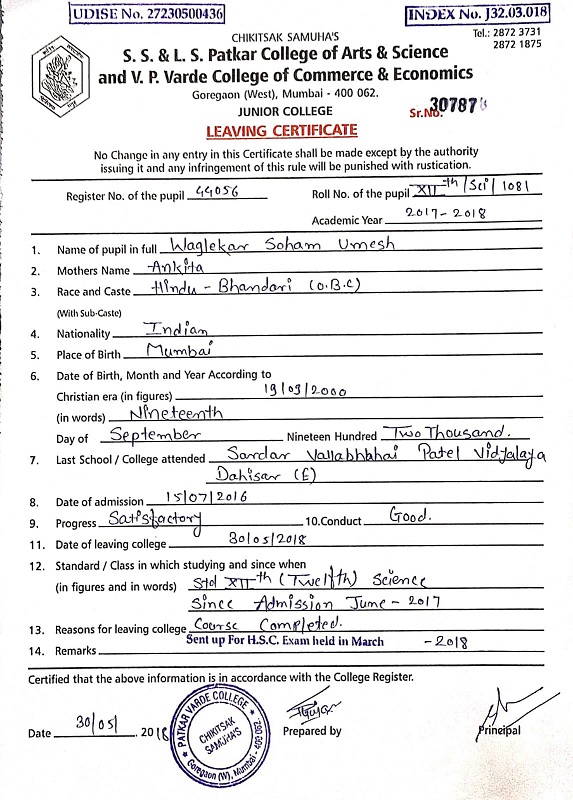 UDISE No. 27230500436
INDEX No. J32.03.018
Tel.: 2872 3731
2872 1875
CHIKITSAK SAMUHA'S
S. S. & L. S. Patkar College of Arts & Science
and V. P. Varde College of Commerce & Economics
Goregaon (West), Mumbai - 400 062.
JUNIOR COLLEGE
Sr.No.
LEAVING CERTIFICATE
No Change in any entry in this Certificate shall be made except by the authority
issuing it and any infringement of this rule will be punished with rustication.
Register No. of the pupil 44056 Roll No. of the pupil XIIth/Sci/1081
Academic Year 2017-2018
1. Name of pupil in full Waglekar Soham Umesh
2. Mothers Name Ankita
3. Race and Caste Hindu - Bhandari (O.B.C)
(With Sub-Caste)
4. Nationality Indian
5. Place of Birth Mumbai
6. Date of Birth, Month and Year According to
Christian era (in figures) 19/09/2000
(in words) Nineteenth
Day of September Nineteen Hundred Two Thousand.
7. Last School / College attended Sardar Vallabhbhai Patel Vidyalaya
Dahisar (E)
8. Date of admission 15/07/2016
9. Progress Satisfactory 10.Conduct Good.
11. Date of leaving college 30/05/2018
12. Standard / Class in which studying and since when
(in figures and in words) Std XIIth (Twelfth) Science
Since Admission June - 2017
13. Reasons for leaving college Course Completed.
14. Remarks Sent up For H.S.C. Exam held in March - 2018
Certified that the above information is in accordance with the College Register.
Date 30/05/ 2018
PATKAR VARDE COLLEGE
CHIKITSAK
SAMUHA'S
Goregaon (W), Mumbai - 400 062.
Prepared by
Principal